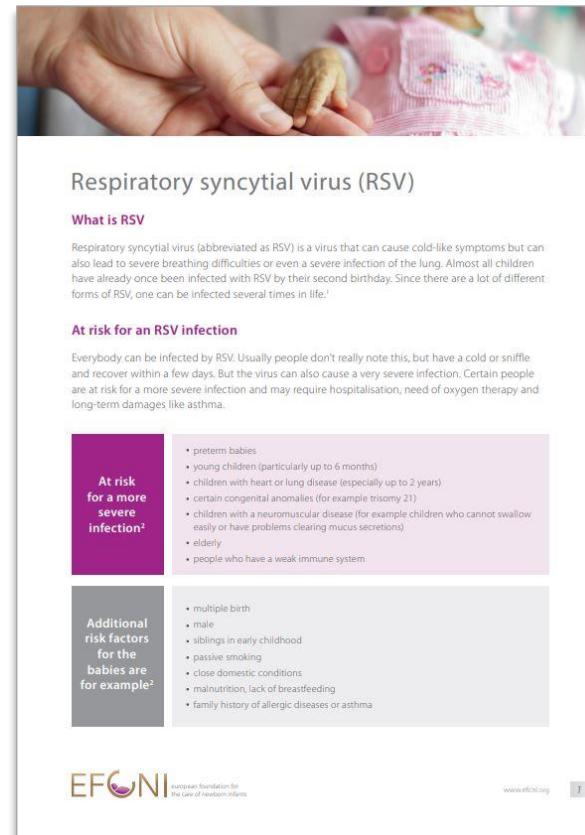 Respiratory syncytial virus (RSV)
What is RSV
Respiratory syncytial virus (abbreviated as RSV) is a virus that can cause cold-like symptoms but can
also lead to severe breathing difficulties or even a severe infection of the lung. Almost all children
have already once been infected with RSV by their second birthday. Since there are a lot of different
forms of RSV, one can be infected several times in life.¹
At risk for an RSV infection
Everybody can be infected by RSV. Usually people don't really note this, but have a cold or sniffle
and recover within a few days. But the virus can also cause a very severe infection. Certain people
are at risk for a more severe infection and may require hospitalisation, need of oxygen therapy and
long-term damages like asthma.
At risk
for a more
severe
infection²
• preterm babies
• young children (particularly up to 6 months)
• children with heart or lung disease (especially up to 2 years)
• certain congenital anomalies (for example trisomy 21)
• children with a neuromuscular disease (for example children who cannot swallow
easily or have problems clearing mucus secretions)
• elderly
• people who have a weak immune system
Additional
risk factors
for the
babies are
for example²
• multiple birth
• male
• siblings in early childhood
• passive smoking
• close domestic conditions
• malnutrition, lack of breastfeeding
• family history of allergic diseases or asthma
EFCNI
european foundation for
the care of newborn infants
www.efcni.org
1